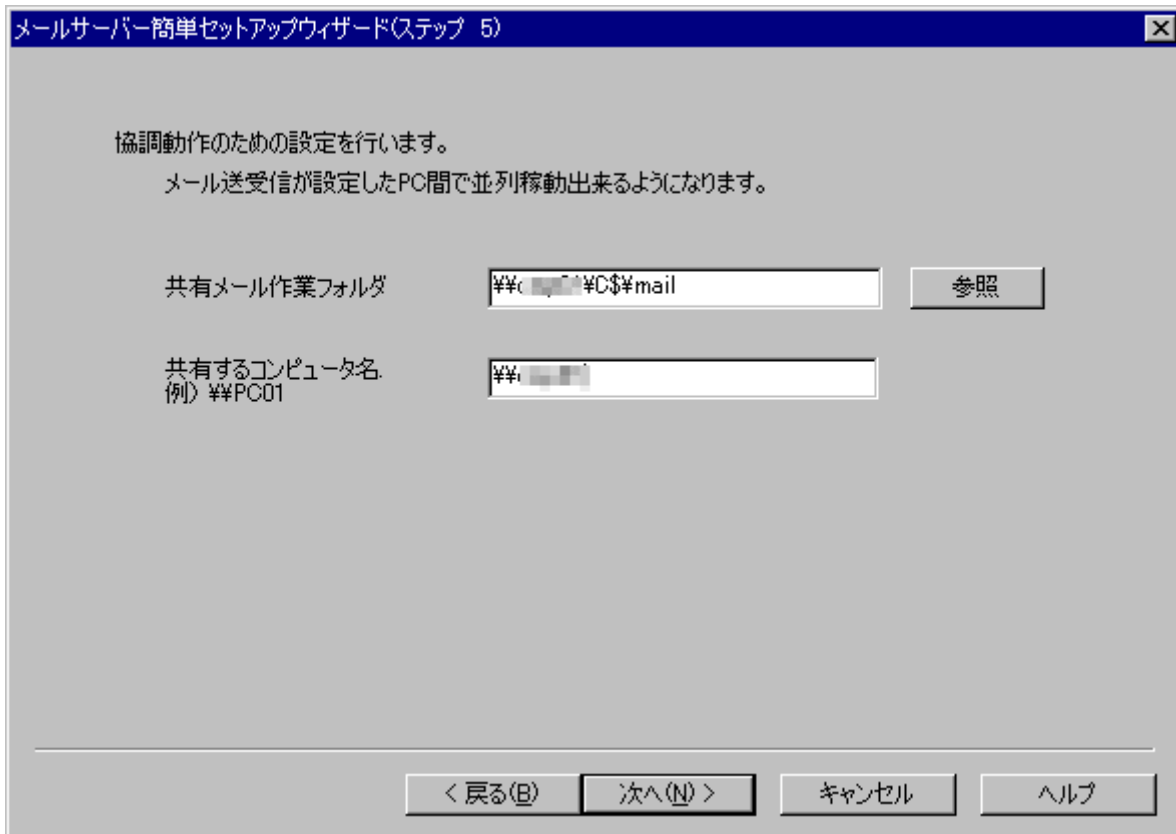 メールサーバー簡単セットアップウィザード(ステップ 5)
協調動作のための設定を行います。
メール送受信が設定したPC間で並列稼動出来るようになります。
共有メール作業フォルダ
¥C$¥mail
参照
共有するコンピュータ名.
例) ¥¥PC01
¥¥
< 戻る(B)
次へ(N) >
キャンセル
ヘルプ